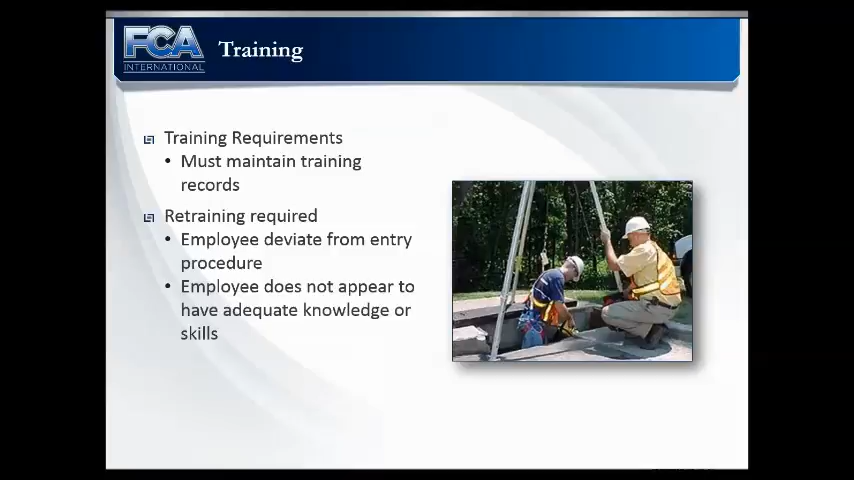 FCA
INTERNATIONAL
Training
Training Requirements
• Must maintain training
records
Retraining required
• Employee deviate from entry
procedure
• Employee does not appear to
have adequate knowledge or
skills